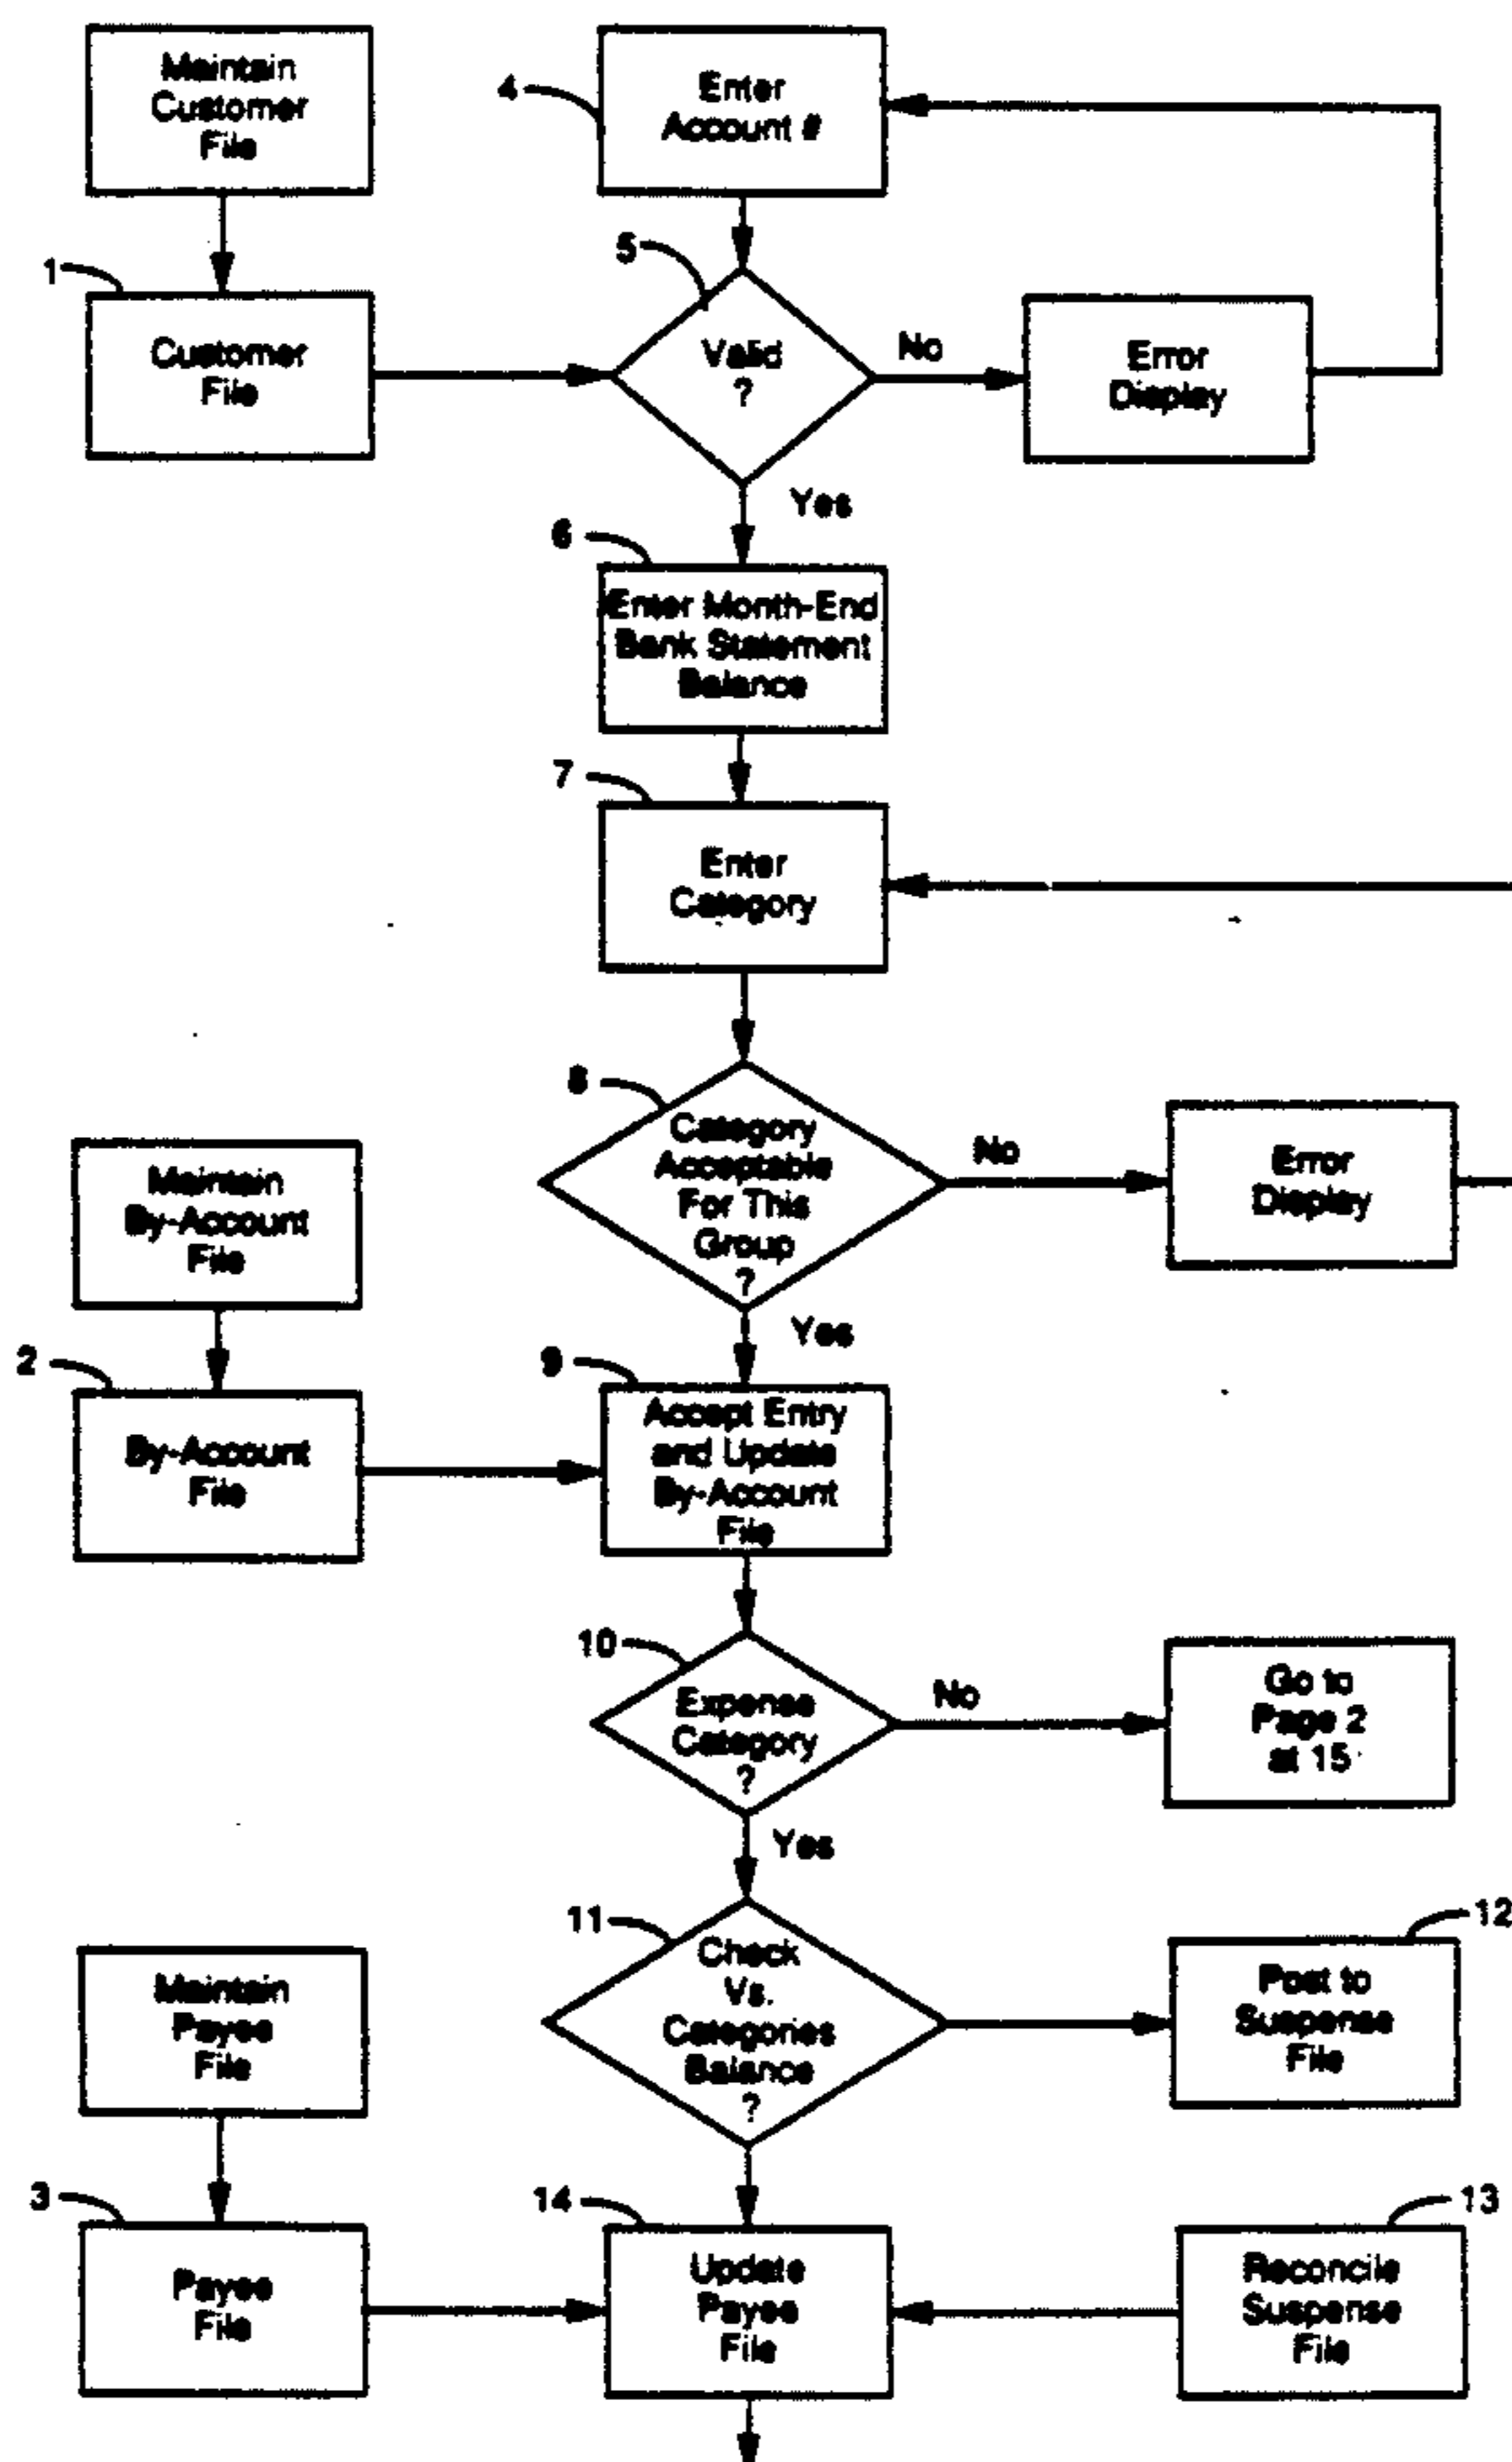 Maintain
Customer
File
4
Enter
Account #
1
Customer
File
5
Valid
?
No
Error
Display
Yes
6
Enter Month-End
Bank Statement
Balance
7
Enter
Category
8
Category
Acceptable
For This
Group
?
No
Error
Display
Maintain
By-Account
File
Yes
2
By-Account
File
9
Accept Entry
and Update
By-Account
File
10
Expense
Category
?
No
Go to
Page 2
at 15
Yes
11
Check
Vs.
Categories
Balance
?
12
Post to
Suspense
File
Maintain
Payee
File
3
Payee
File
14
Update
Payee
File
13
Reconcile
Suspense
File